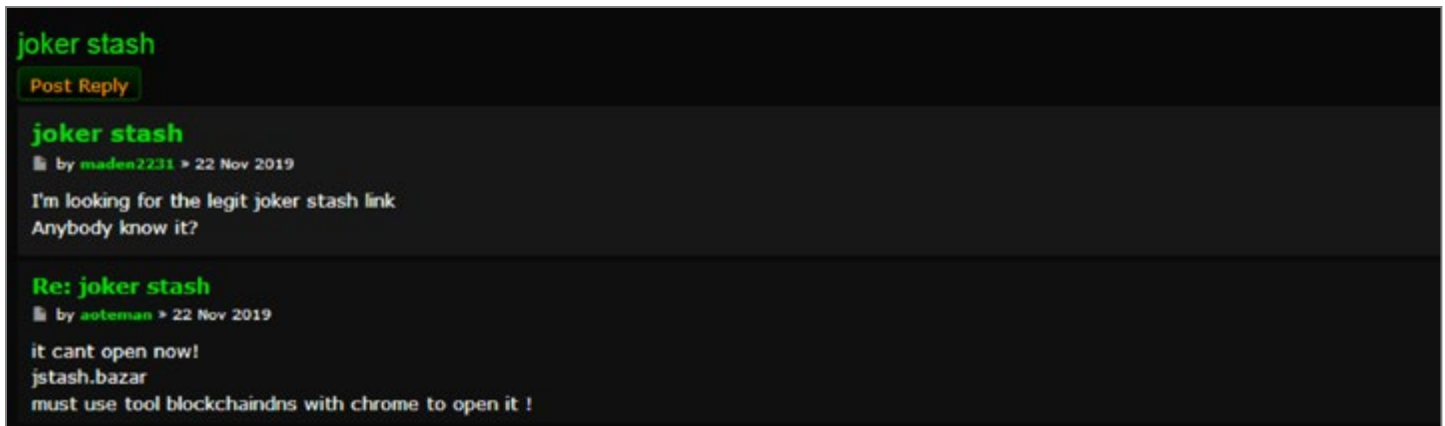 joker stash
Post Reply
joker stash
by maden2231 » 22 Nov 2019
I'm looking for the legit joker stash link
Anybody know it?
Re: joker stash
by aoteman » 22 Nov 2019
it cant open now!
jstash.bazar
must use tool blockchaindns with chrome to open it !